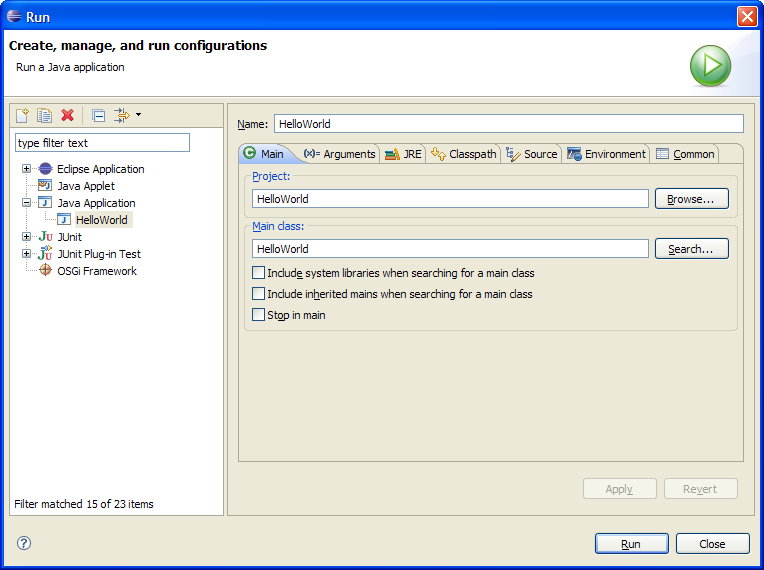 Run
Create, manage, and run configurations
Run a Java application
type filter text
Eclipse Application
Java Applet
Java Application
HelloWorld
JUnit
JUnit Plug-in Test
OSGi Framework
Filter matched 15 of 23 items
Name: HelloWorld
Main (x)= Arguments JRE Classpath Source Environment Common
Project:
HelloWorld Browse...
Main class:
HelloWorld Search...
Include system libraries when searching for a main class
Include inherited mains when searching for a main class
Stop in main
Apply Revert
Run Close